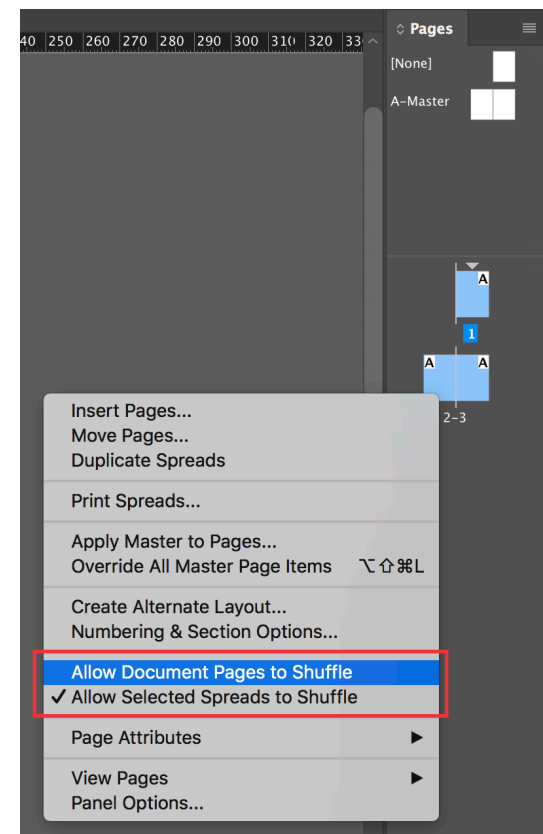 40 250 260 270 280 290 300 310 320 33
Pages
[None]
A-Master
A
1
A A
2-3
Insert Pages...
Move Pages...
Duplicate Spreads
Print Spreads...
Apply Master to Pages...
Override All Master Page Items ⌥⇧⌘L
Create Alternate Layout...
Numbering & Section Options...
Allow Document Pages to Shuffle
✓ Allow Selected Spreads to Shuffle
Page Attributes ▶
View Pages ▶
Panel Options...